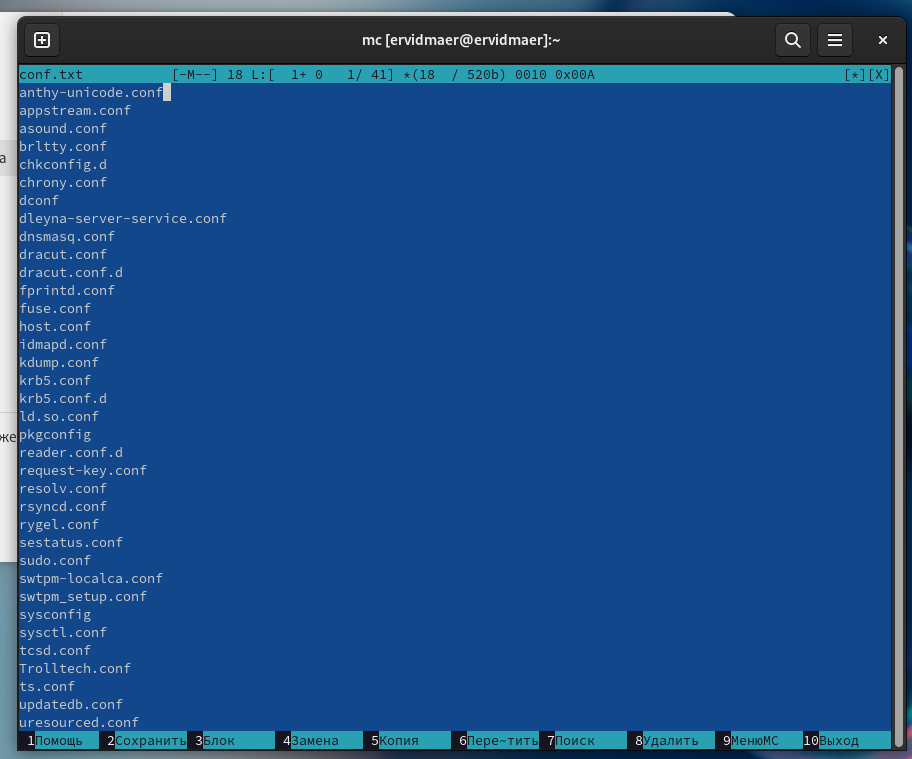 mc [ervidmaer@ervidmaer]:~
conf.txt [-M--] 18 L:[ 1+ 0 1/ 41] *(18 / 520b) 0010 0x00A [*][X]
anthy-unicode.conf
appstream.conf
asound.conf
а
brltty.conf
chkconfig.d
chrony.conf
dconf
dleyna-server-service.conf
dnsmasq.conf
dracut.conf
dracut.conf.d
fprintd.conf
fuse.conf
host.conf
idmapd.conf
kdump.conf
krb5.conf
krb5.conf.d
ld.so.conf
же
pkgconfig
reader.conf.d
request-key.conf
resolv.conf
rsyncd.conf
rygel.conf
sestatus.conf
sudo.conf
swtpm-localca.conf
swtpm_setup.conf
sysconfig
sysctl.conf
tcsd.conf
Trolltech.conf
ts.conf
updatedb.conf
uresourced.conf
1Помощь 2Сохранить 3Блок 4Замена 5Копия 6Пере~тить 7Поиск 8Удалить 9МенюMC 10Выход